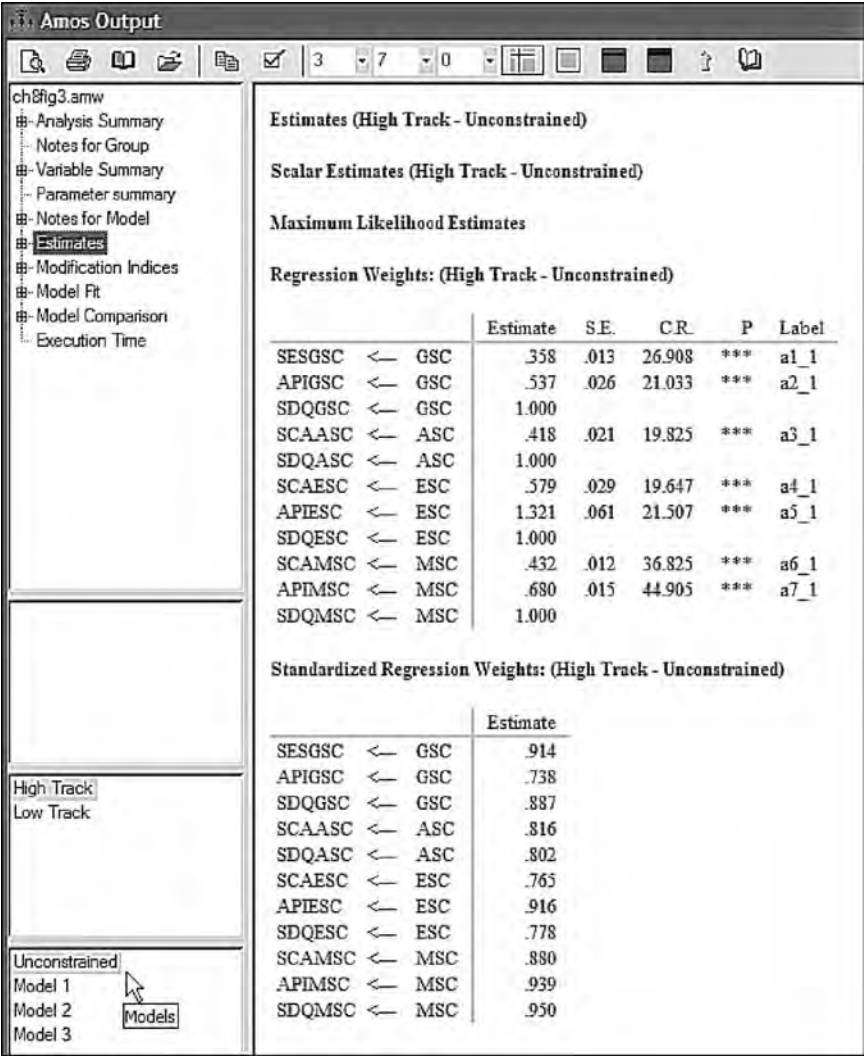 Amos Output
3 7 0
ch8fig3.amw
Analysis Summary
Notes for Group
Variable Summary
Parameter summary
Notes for Model
Estimates
Modification Indices
Model Fit
Model Comparison
Execution Time
High Track
Low Track
Unconstrained
Model 1
Model 2
Model 3
Models
Estimates (High Track - Unconstrained)
Scalar Estimates (High Track - Unconstrained)
Maximum Likelihood Estimates
Regression Weights: (High Track - Unconstrained)
Estimate S.E. C.R. P Label
SESGSC <— GSC .358 .013 26.908 *** a1_1
APIGSC <— GSC .537 .026 21.033 *** a2_1
SDQGSC <— GSC 1.000
SCAASC <— ASC .418 .021 19.825 *** a3_1
SDQASC <— ASC 1.000
SCAESC <— ESC .579 .029 19.647 *** a4_1
APIESC <— ESC 1.321 .061 21.507 *** a5_1
SDQESC <— ESC 1.000
SCAMSC <— MSC .432 .012 36.825 *** a6_1
APIMSC <— MSC .680 .015 44.905 *** a7_1
SDQMSC <— MSC 1.000
Standardized Regression Weights: (High Track - Unconstrained)
Estimate
SESGSC <— GSC .914
APIGSC <— GSC .738
SDQGSC <— GSC .887
SCAASC <— ASC .816
SDQASC <— ASC .802
SCAESC <— ESC .765
APIESC <— ESC .916
SDQESC <— ESC .778
SCAMSC <— MSC .880
APIMSC <— MSC .939
SDQMSC <— MSC .950